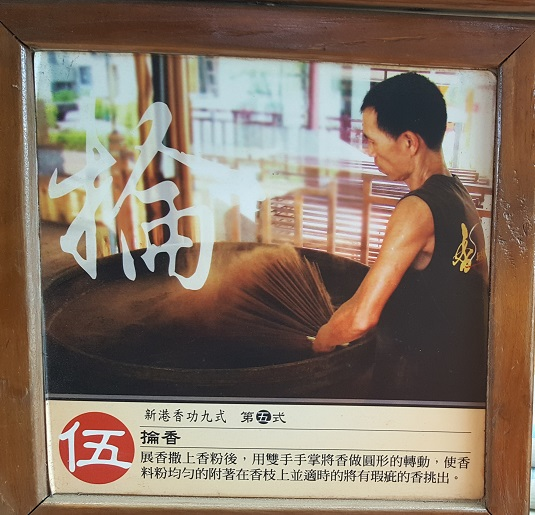 掄
香
新港香功九式 第五式
伍
掄香
展香撒上香粉後，用雙手手掌將香做圓形的轉動，使香
料粉均勻的附著在香枝上並適時的將有瑕疵的香挑出。